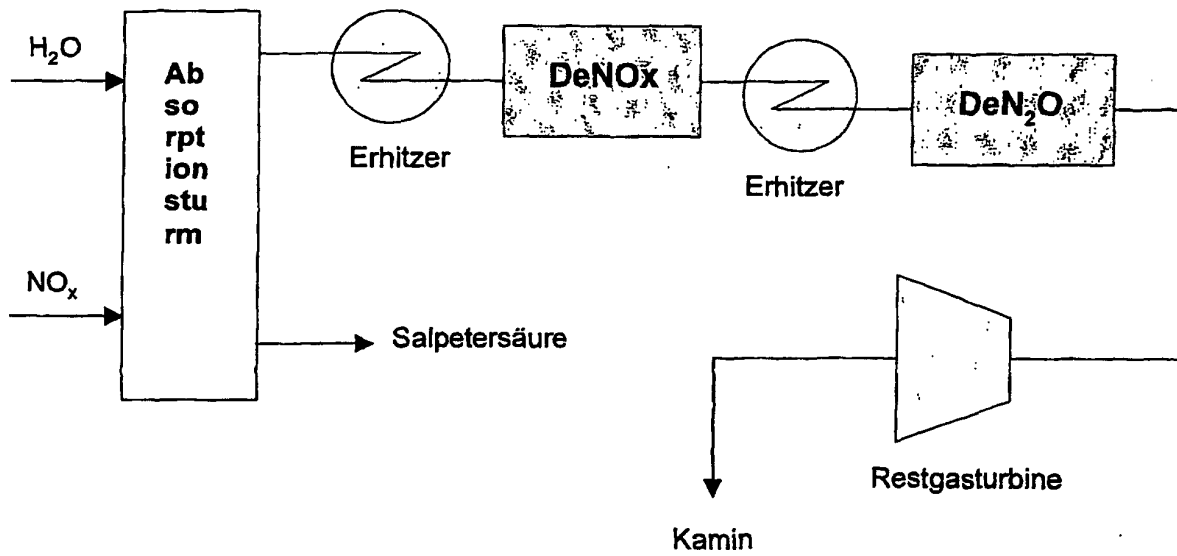 H₂O
Ab
so
rpt
ion
stu
rm
DeNOx
DeN₂O
Erhitzer
Erhitzer
NOₓ
Salpetersäure
Restgasturbine
Kamin